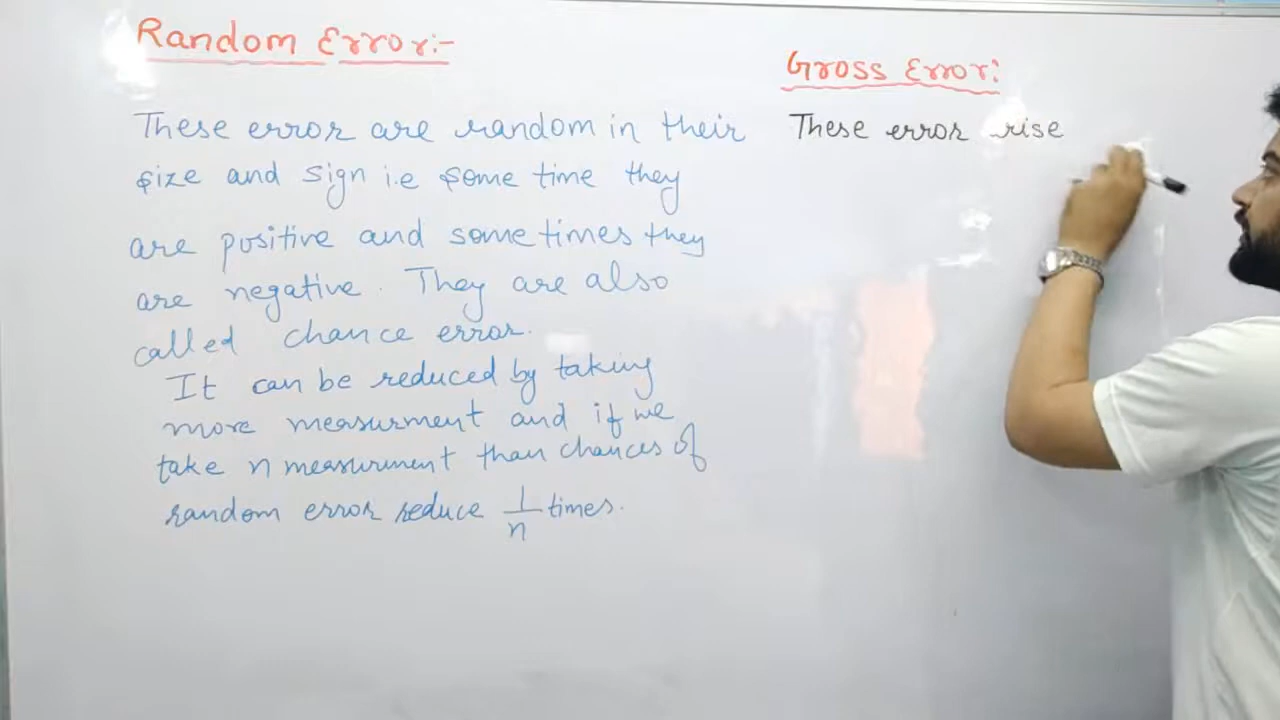 Random Error:-
These error are random in their
size and sign i.e some time they
are positive and sometimes they
are negative. They are also
called chance error.
It can be reduced by taking
more measurment and if we
take n measurment than chances of
random error reduce 1/n times.
Gross Error:
These error rise